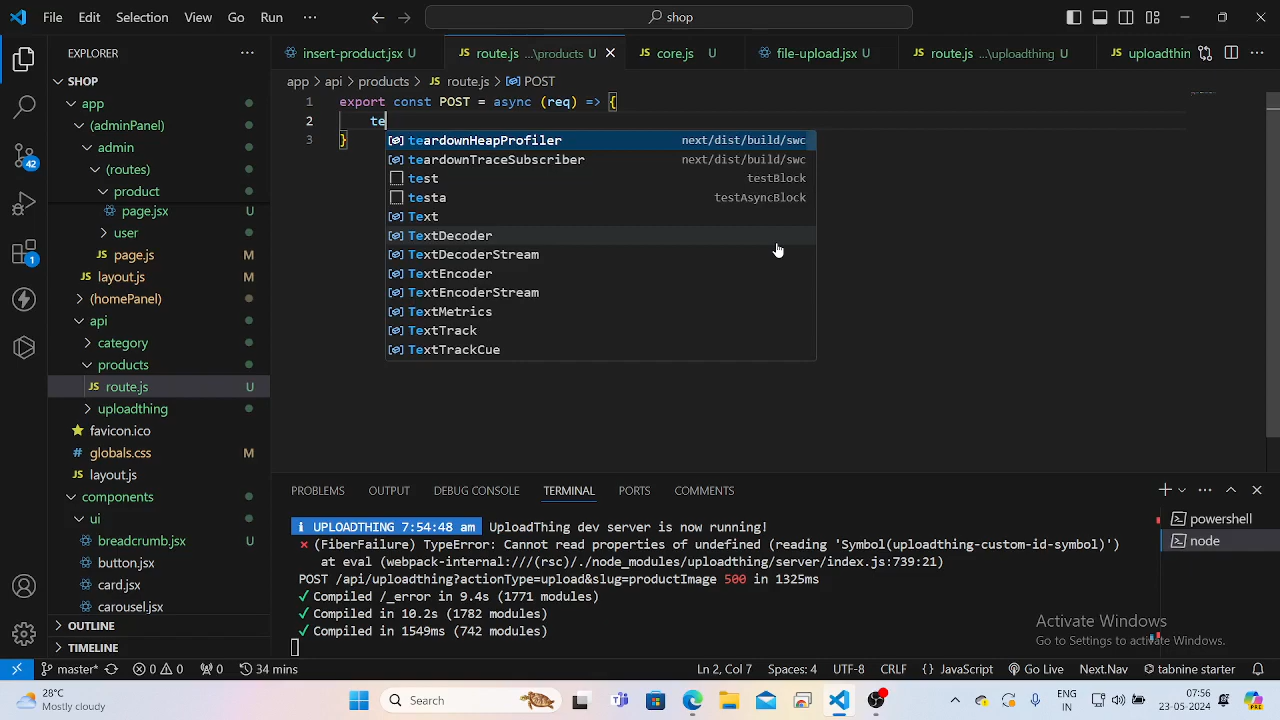 File Edit Selection View Go Run ··· shop
EXPLORER
SHOP
app
(adminPanel)
admin
(routes)
product
page.jsx U
user
page.js M
layout.js M
(homePanel)
api
category
products
route.js U
uploadthing
favicon.ico
globals.css M
layout.js
components
ui
breadcrumb.jsx U
button.jsx
card.jsx
carousel.jsx
OUTLINE
TIMELINE
42
1
insert-product.jsx U route.js ...\products U core.js U file-upload.jsx U route.js ...\uploadthing U uploadthin
app > api > products > JS route.js > POST
1 export const POST = async (req) => {
2 te
3 }
teardownHeapProfiler next/dist/build/swc
teardownTraceSubscriber next/dist/build/swc
test testBlock
testa testAsyncBlock
Text
TextDecoder
TextDecoderStream
TextEncoder
TextEncoderStream
TextMetrics
TextTrack
TextTrackCue
PROBLEMS OUTPUT DEBUG CONSOLE TERMINAL PORTS COMMENTS
i UPLOADTHING 7:54:48 am UploadThing dev server is now running!
× (FiberFailure) TypeError: Cannot read properties of undefined (reading 'Symbol(uploadthing-custom-id-symbol)')
at eval (webpack-internal:///(rsc)/./node_modules/uploadthing/server/index.js:739:21)
POST /api/uploadthing?actionType=upload&slug=productImage 500 in 1325ms
✓ Compiled /_error in 9.4s (1771 modules)
✓ Compiled in 10.2s (1782 modules)
✓ Compiled in 1549ms (742 modules)
powershell
node
Activate Windows
Go to Settings to activate Windows.
master* 0 0 0 34 mins Ln 2, Col 7 Spaces: 4 UTF-8 CRLF {} JavaScript Go Live Next.Nav tabnine starter
28°C
Mostly cloudy
Search
ENG
IN
07:56
23-05-2024